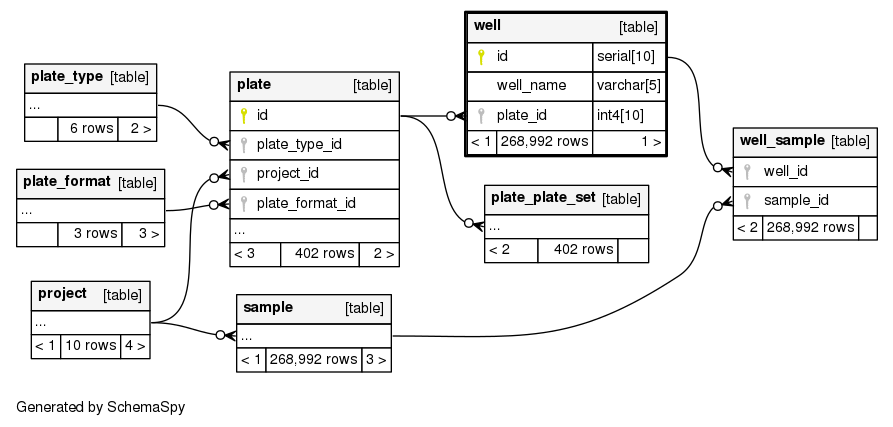 plate_type [table]
...
6 rows 2 >
plate_format [table]
...
3 rows 3 >
project [table]
...
< 1 10 rows 4 >
plate [table]
id
plate_type_id
project_id
plate_format_id
...
< 3 402 rows 2 >
sample [table]
...
< 1 268,992 rows 3 >
well [table]
id serial[10]
well_name varchar[5]
plate_id int4[10]
< 1 268,992 rows 1 >
plate_plate_set [table]
...
< 2 402 rows
well_sample [table]
well_id
sample_id
< 2 268,992 rows
Generated by SchemaSpy